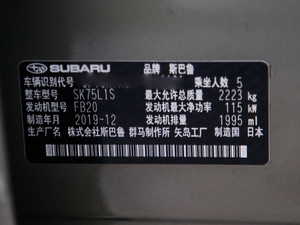 SUBARU 品牌 斯巴鲁
车辆识别代号 乘坐人数 5
整车型号 SK75L1S 最大允许总质量 2223 kg
发动机型号 FB20 发动机最大净功率 115 kW
制造年月 2019-12 发动机排量 1995 ml
生产厂名 株式会社斯巴鲁 群马制作所 矢岛工厂 制造国 日本